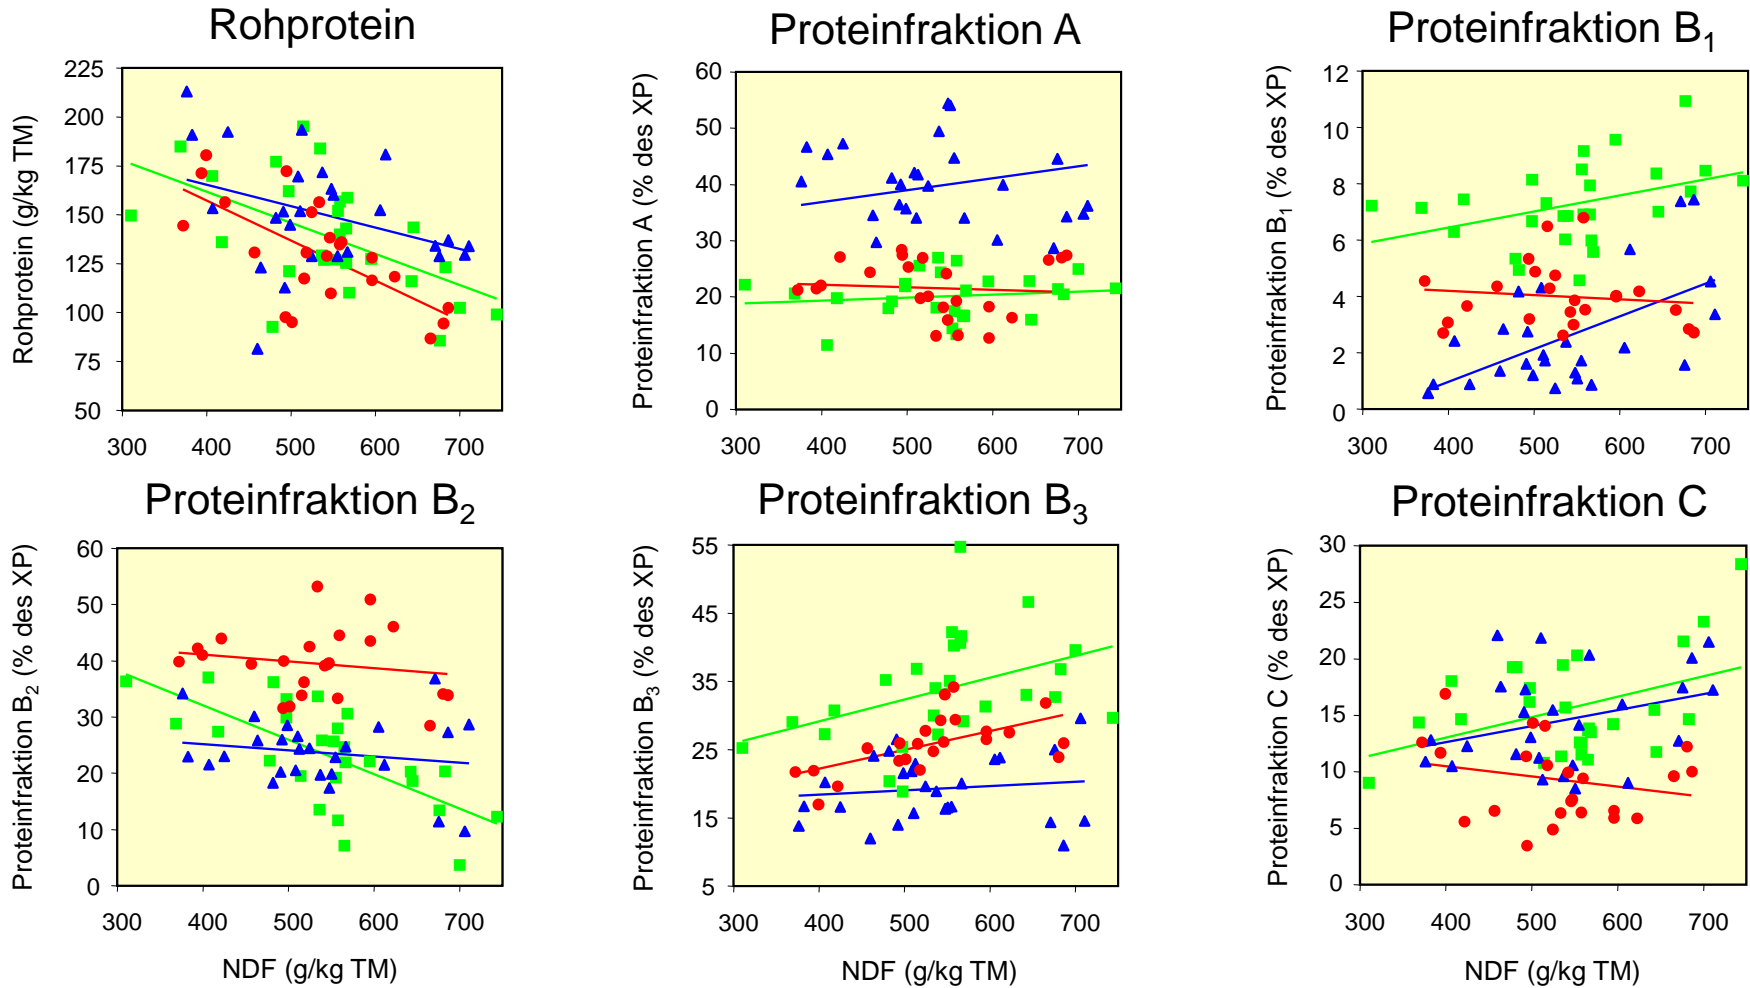 Rohprotein
Proteinfraktion A
Proteinfraktion B1
Rohprotein (g/kg TM)
225
200
175
150
125
100
75
50
300 400 500 600 700
Proteinfraktion A (% des XP)
60
50
40
30
20
10
0
300 400 500 600 700
Proteinfraktion B1 (% des XP)
12
10
8
6
4
2
0
300 400 500 600 700
Proteinfraktion B2
Proteinfraktion B3
Proteinfraktion C
Proteinfraktion B2 (% des XP)
60
50
40
30
20
10
0
300 400 500 600 700
NDF (g/kg TM)
Proteinfraktion B3 (% des XP)
55
45
35
25
15
5
300 400 500 600 700
NDF (g/kg TM)
Proteinfraktion C (% des XP)
30
25
20
15
10
5
0
300 400 500 600 700
NDF (g/kg TM)